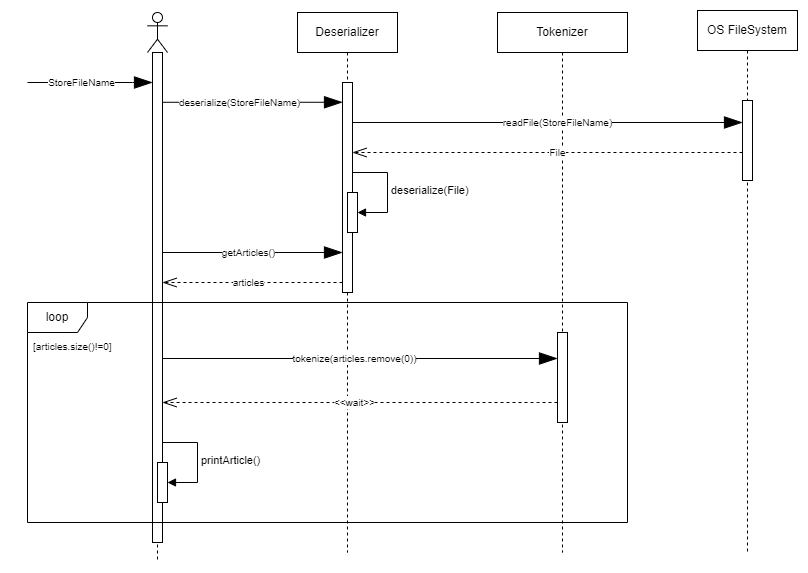 Deserializer
Tokenizer
OS FileSystem
StoreFileName
deserialize(StoreFileName)
readFile(StoreFileName)
File
deserialize(File)
getArticles()
articles
loop
[articles.size()!=0]
tokenize(articles.remove(0))
<<wait>>
printArticle()